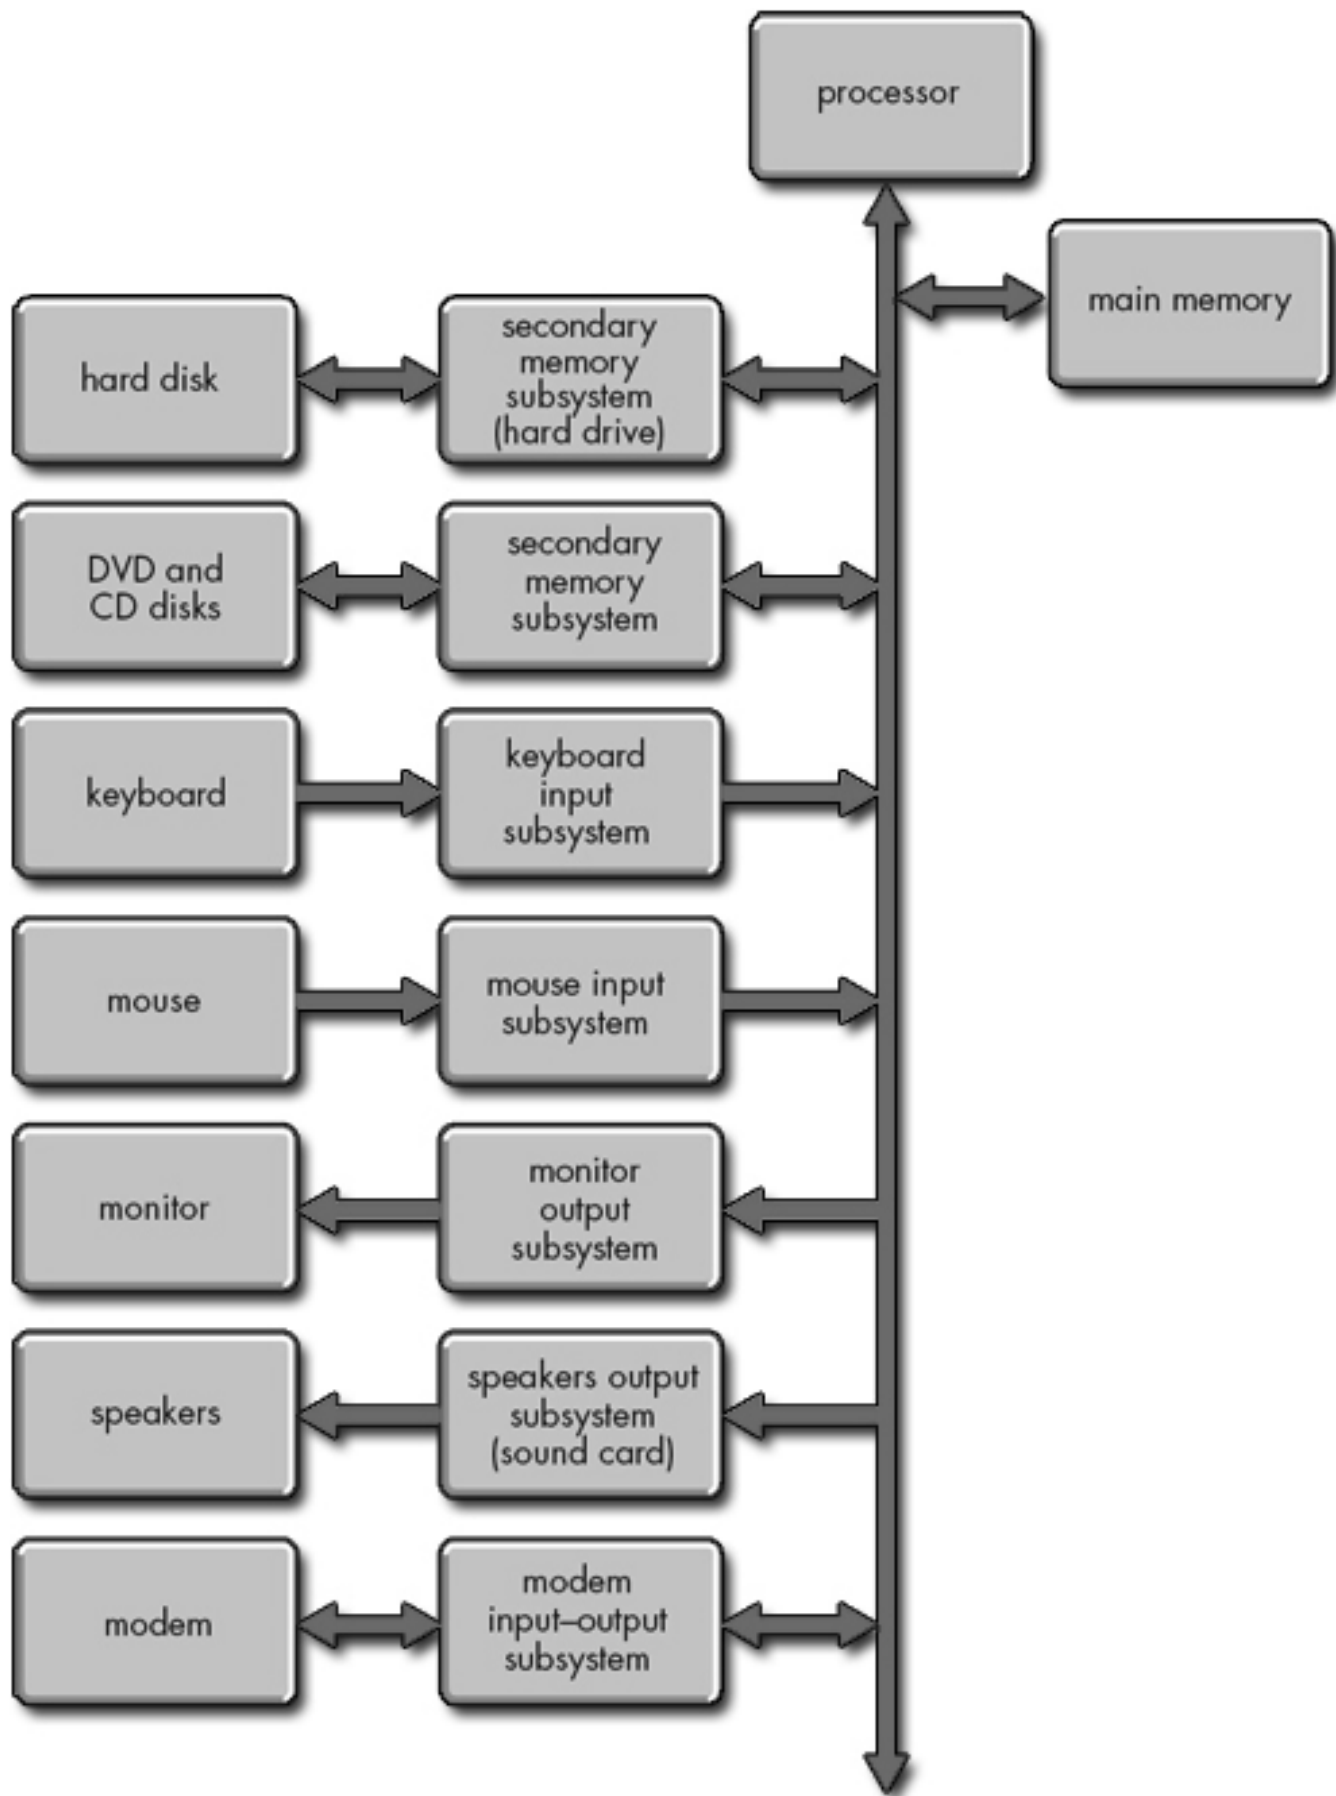 processor
main memory
hard disk
secondary
memory
subsystem
(hard drive)
DVD and
CD disks
secondary
memory
subsystem
keyboard
keyboard
input
subsystem
mouse
mouse input
subsystem
monitor
monitor
output
subsystem
speakers
speakers output
subsystem
(sound card)
modem
modem
input–output
subsystem